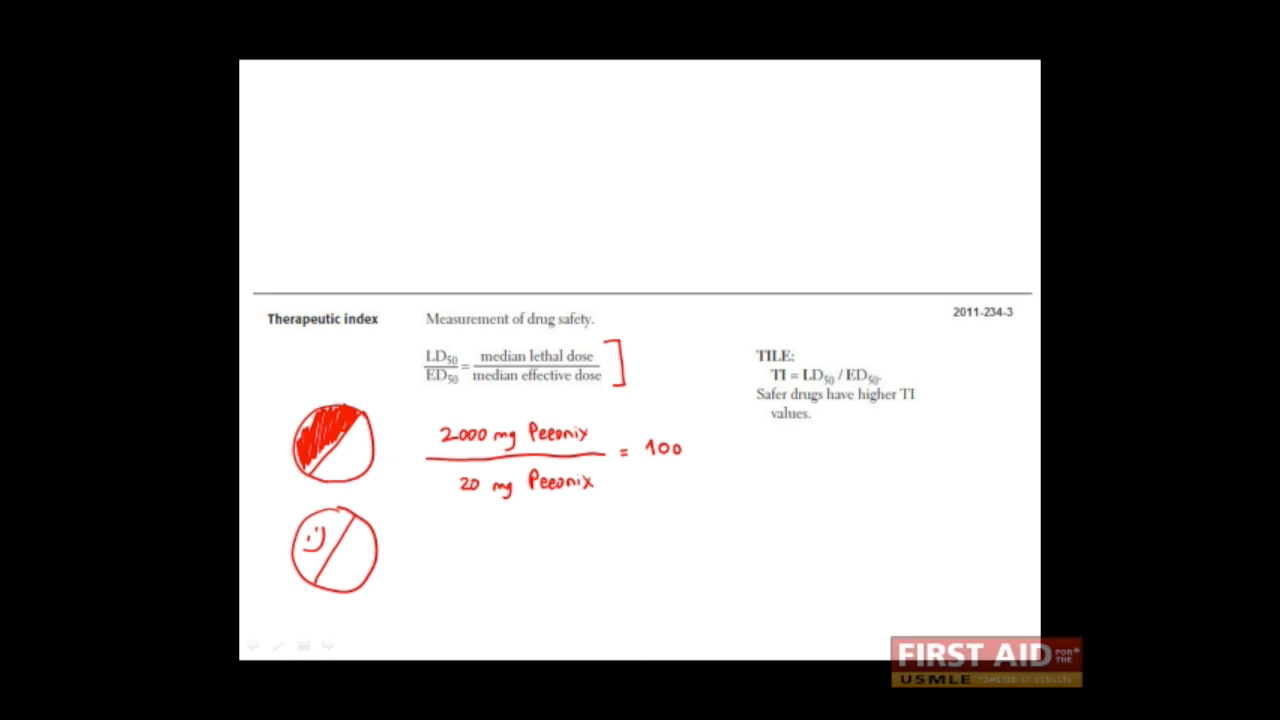 2011-234-3
Therapeutic index
Measurement of drug safety.
LD50 / ED50 = median lethal dose / median effective dose
TILE:
TI = LD50 / ED50.
Safer drugs have higher TI
values.
2000 mg Peeonix
20 mg Peeonix
= 100
FIRST AID FOR THE
USMLE